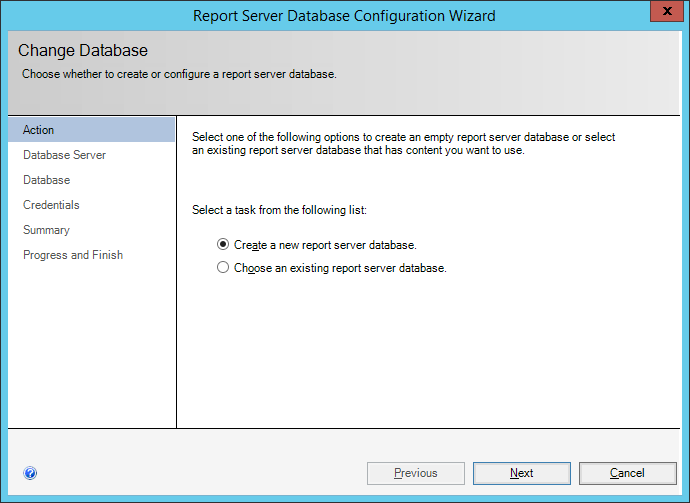 Report Server Database Configuration Wizard
x
Change Database
Choose whether to create or configure a report server database.
Action
Database Server
Database
Credentials
Summary
Progress and Finish
Select one of the following options to create an empty report server database or select
an existing report server database that has content you want to use.
Select a task from the following list:
Create a new report server database.
Choose an existing report server database.
?
Previous
Next
Cancel